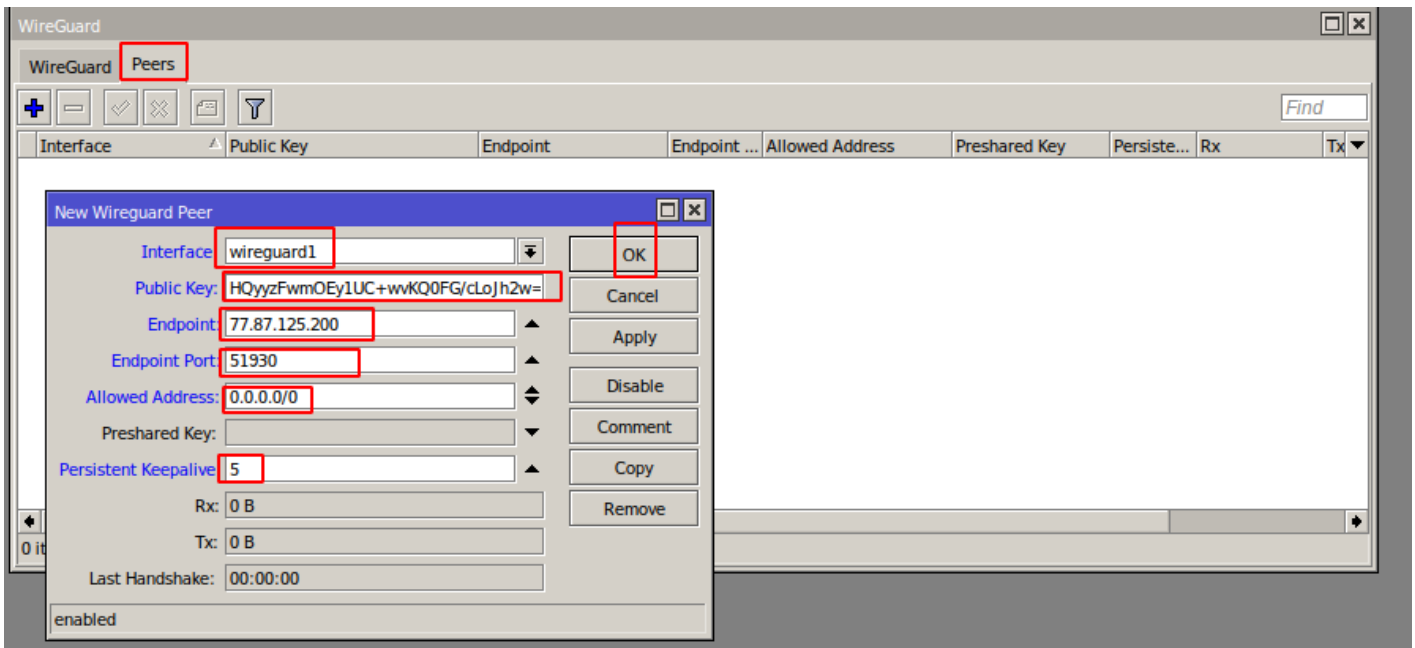 WireGuard
WireGuard Peers
Find
Interface Public Key Endpoint Endpoint ... Allowed Address Preshared Key Persiste... Rx Tx
New Wireguard Peer
Interface wireguard1 OK
Public Key: HQyyzFwmOEy1UC+wvKQ0FG/cLoJh2w= Cancel
Endpoint: 77.87.125.200 Apply
Endpoint Port: 51930
Allowed Address: 0.0.0.0/0 Disable
Preshared Key: Comment
Persistent Keepalive 5 Copy
Rx: 0 B Remove
Tx: 0 B
0 it
Last Handshake: 00:00:00
enabled